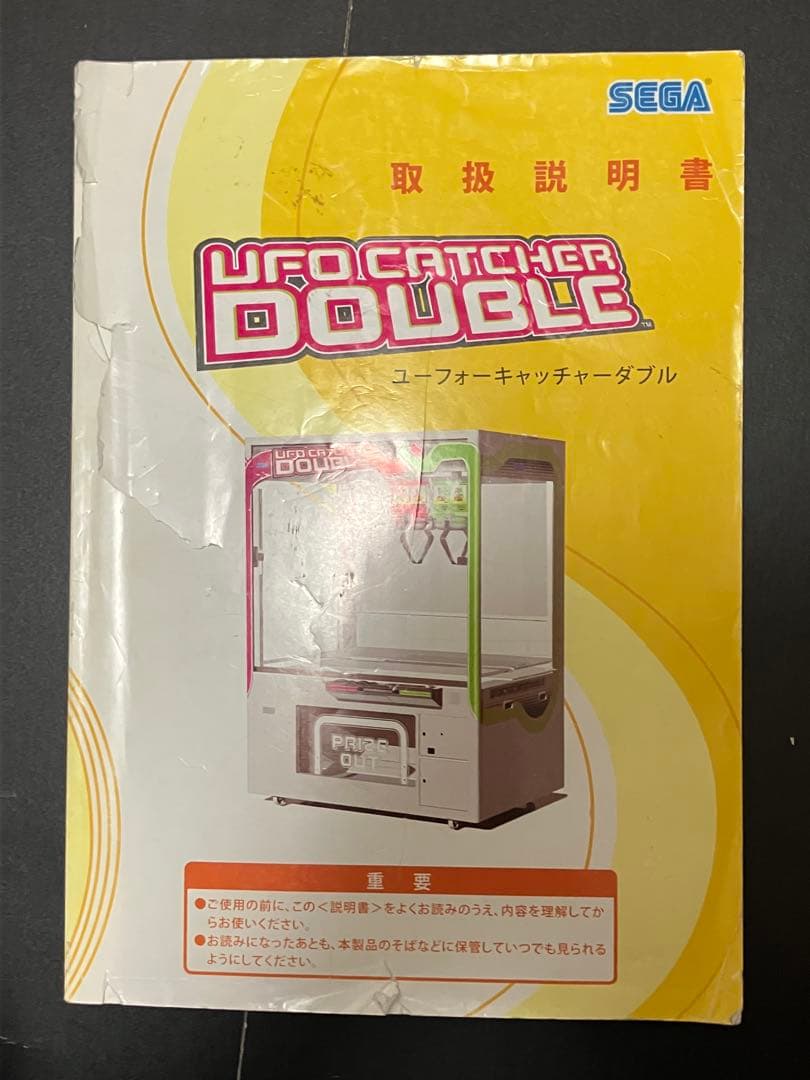 SEGA®
取扱説明書
UFO CATCHER
DOUBLE™
ユーフォーキャッチャーダブル
UFO CATC
DOUBLE
PRIZE
OUT
重要
●ご使用の前に、この＜説明書＞をよくお読みのうえ、内容を理解してか
らお使いください。
●お読みになったあとも、本製品のそばなどに保管していつでも見られる
ようにしてください。